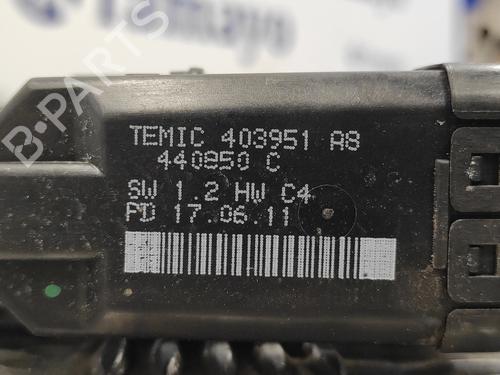 TEMIC 403951 A8
440850 C
SW 1.2 HW C4
PD 17.06.11
B-PARTS